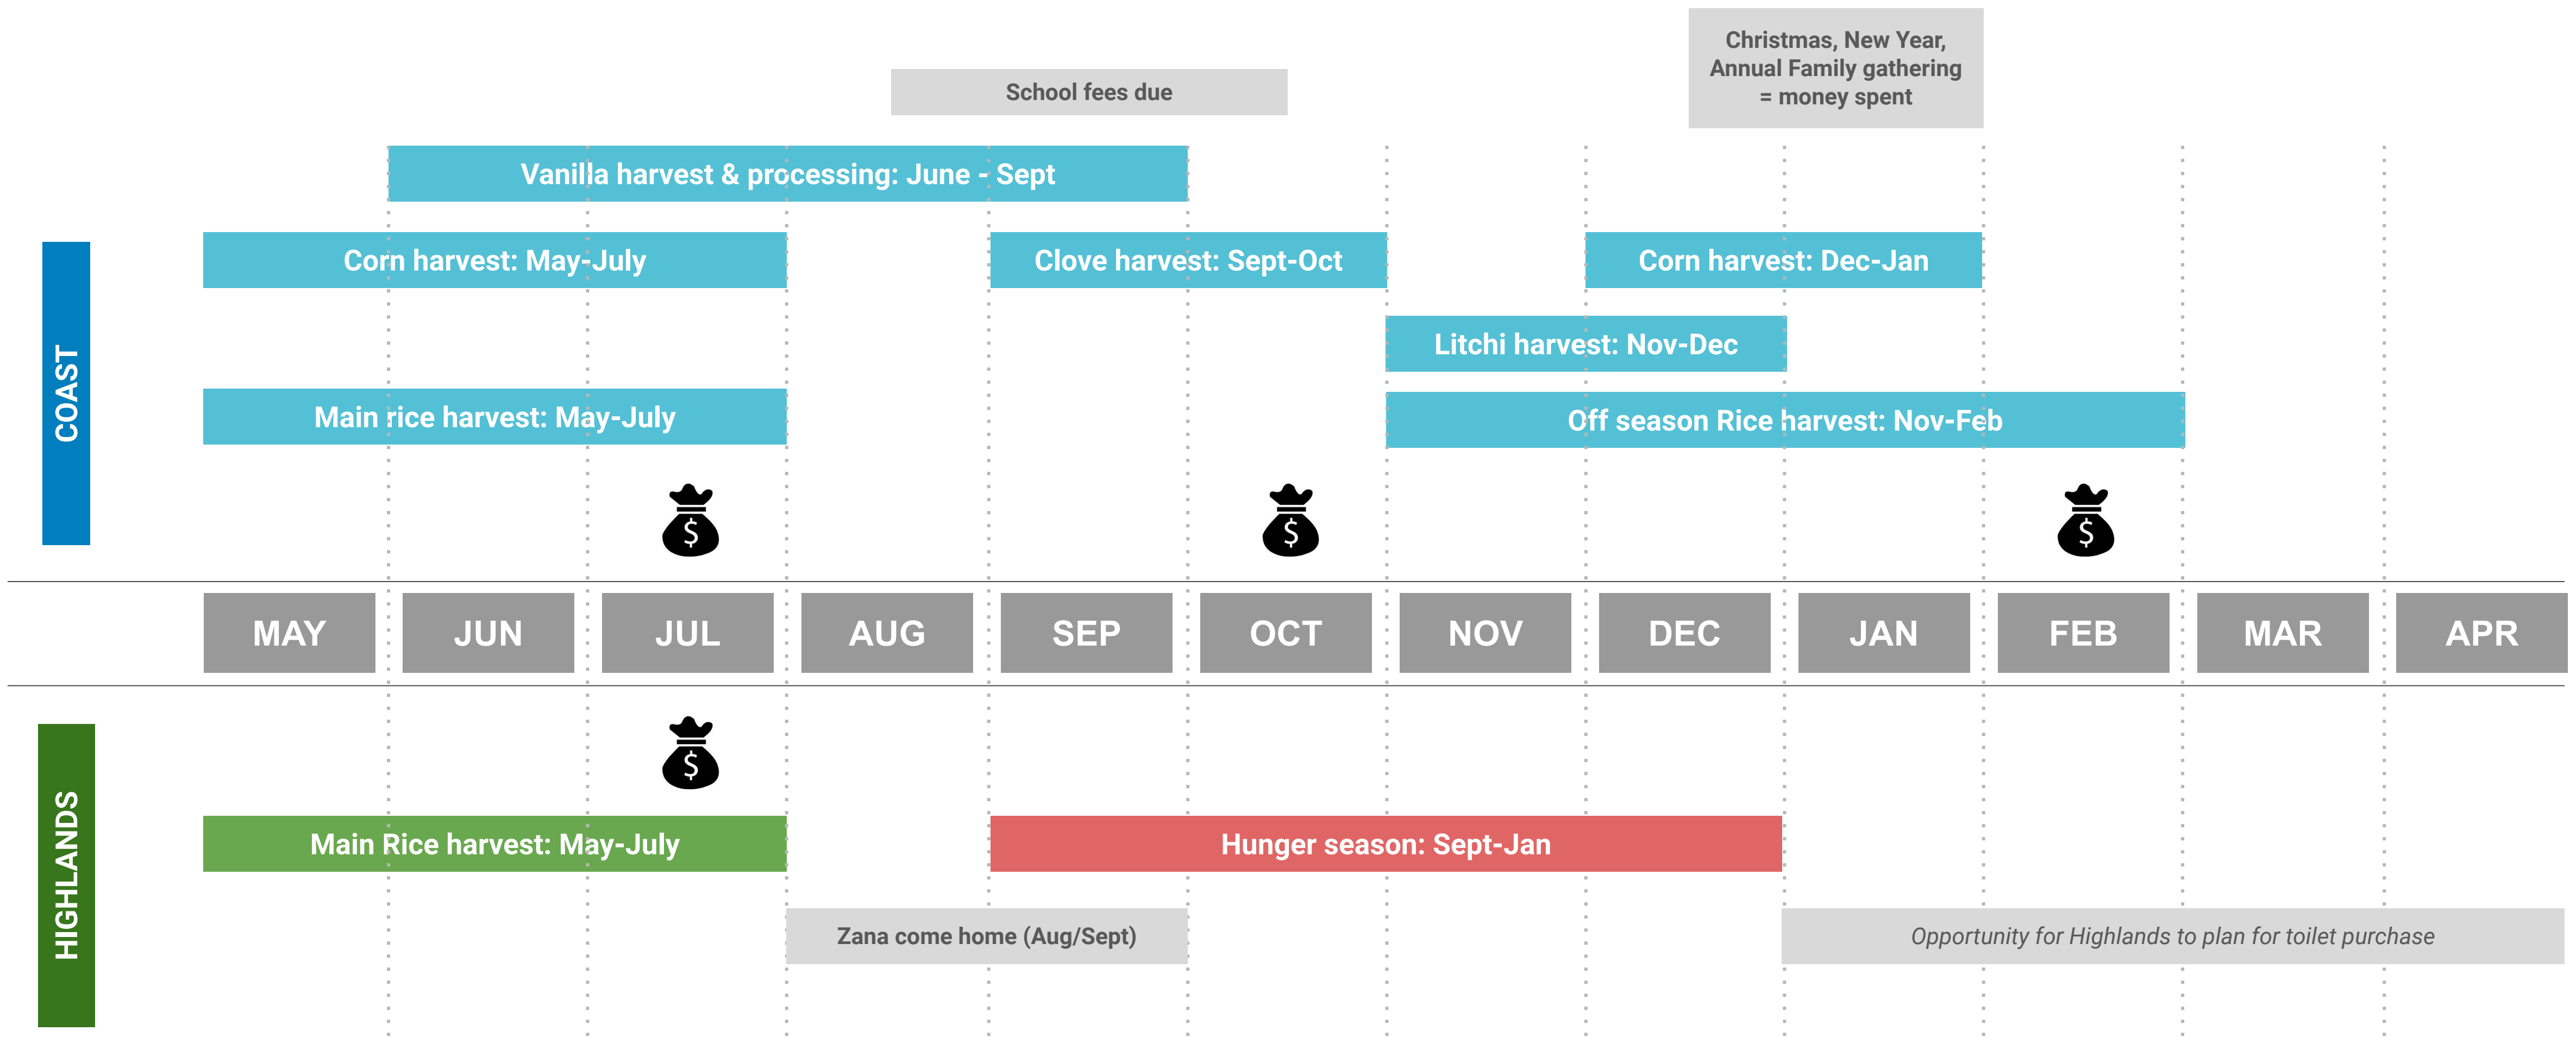 Christmas, New Year,
Annual Family gathering
= money spent
School fees due
Vanilla harvest & processing: June - Sept
COAST
Corn harvest: May-July
Clove harvest: Sept-Oct
Corn harvest: Dec-Jan
Litchi harvest: Nov-Dec
Main rice harvest: May-July
Off season Rice harvest: Nov-Feb
$
$
$
MAY
JUN
JUL
AUG
SEP
OCT
NOV
DEC
JAN
FEB
MAR
APR
HIGHLANDS
$
Main Rice harvest: May-July
Hunger season: Sept-Jan
Zana come home (Aug/Sept)
Opportunity for Highlands to plan for toilet purchase